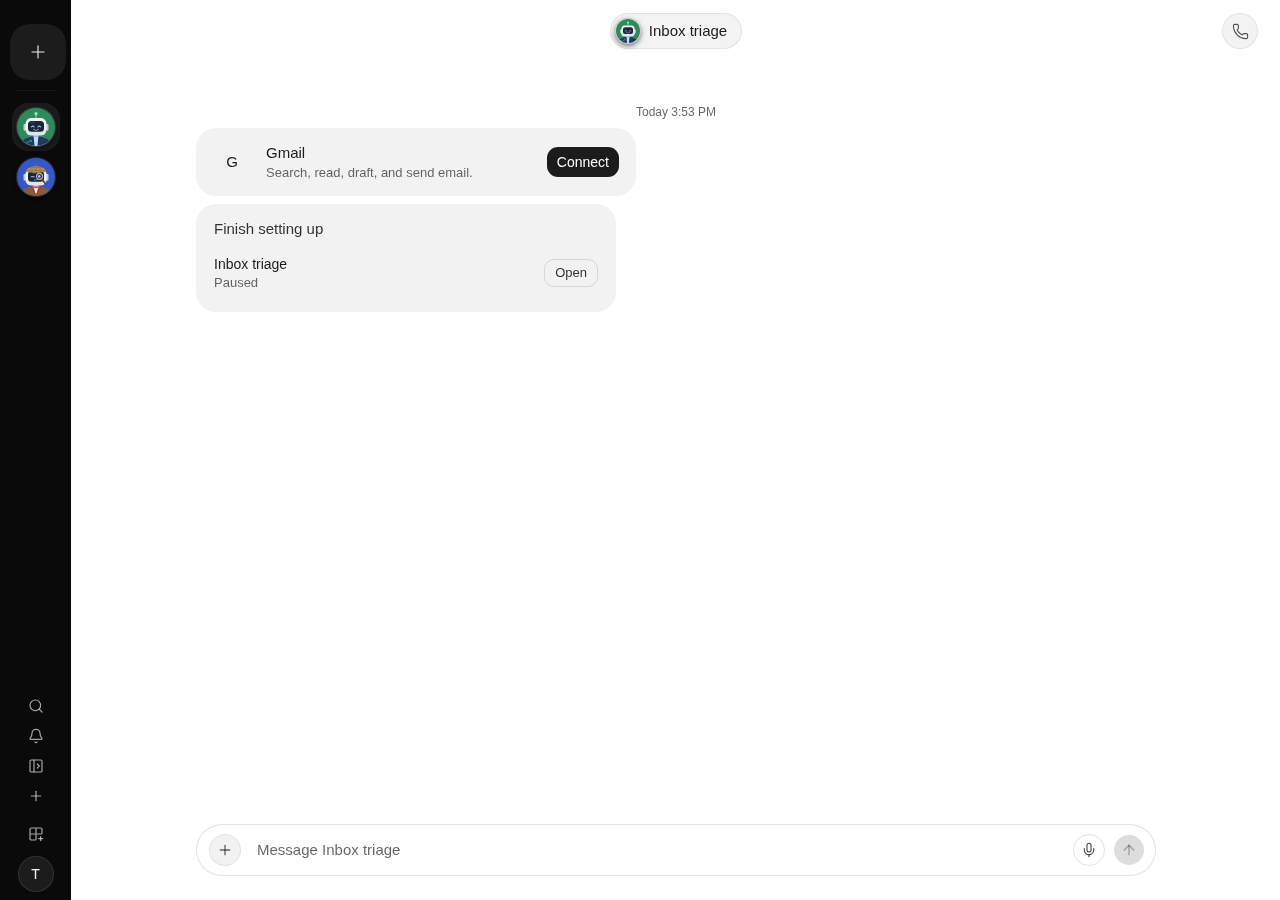 Inbox triage
Today 3:53 PM
G
Gmail
Search, read, draft, and send email.
Connect
Finish setting up
Inbox triage
Paused
Open
Message Inbox triage
T